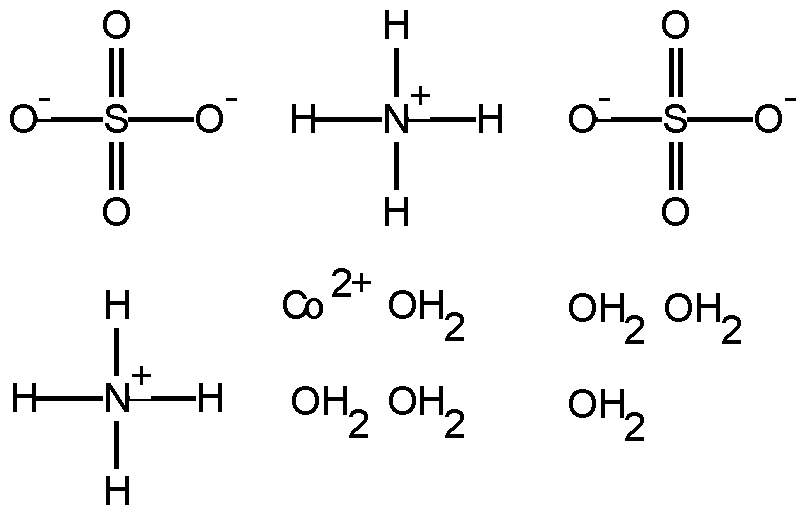 O H O
O⁻ S O⁻ H N⁺ H O⁻ S O⁻
O H O
H Co²⁺ OH₂ OH₂ OH₂
H N⁺ H OH₂ OH₂ OH₂
H